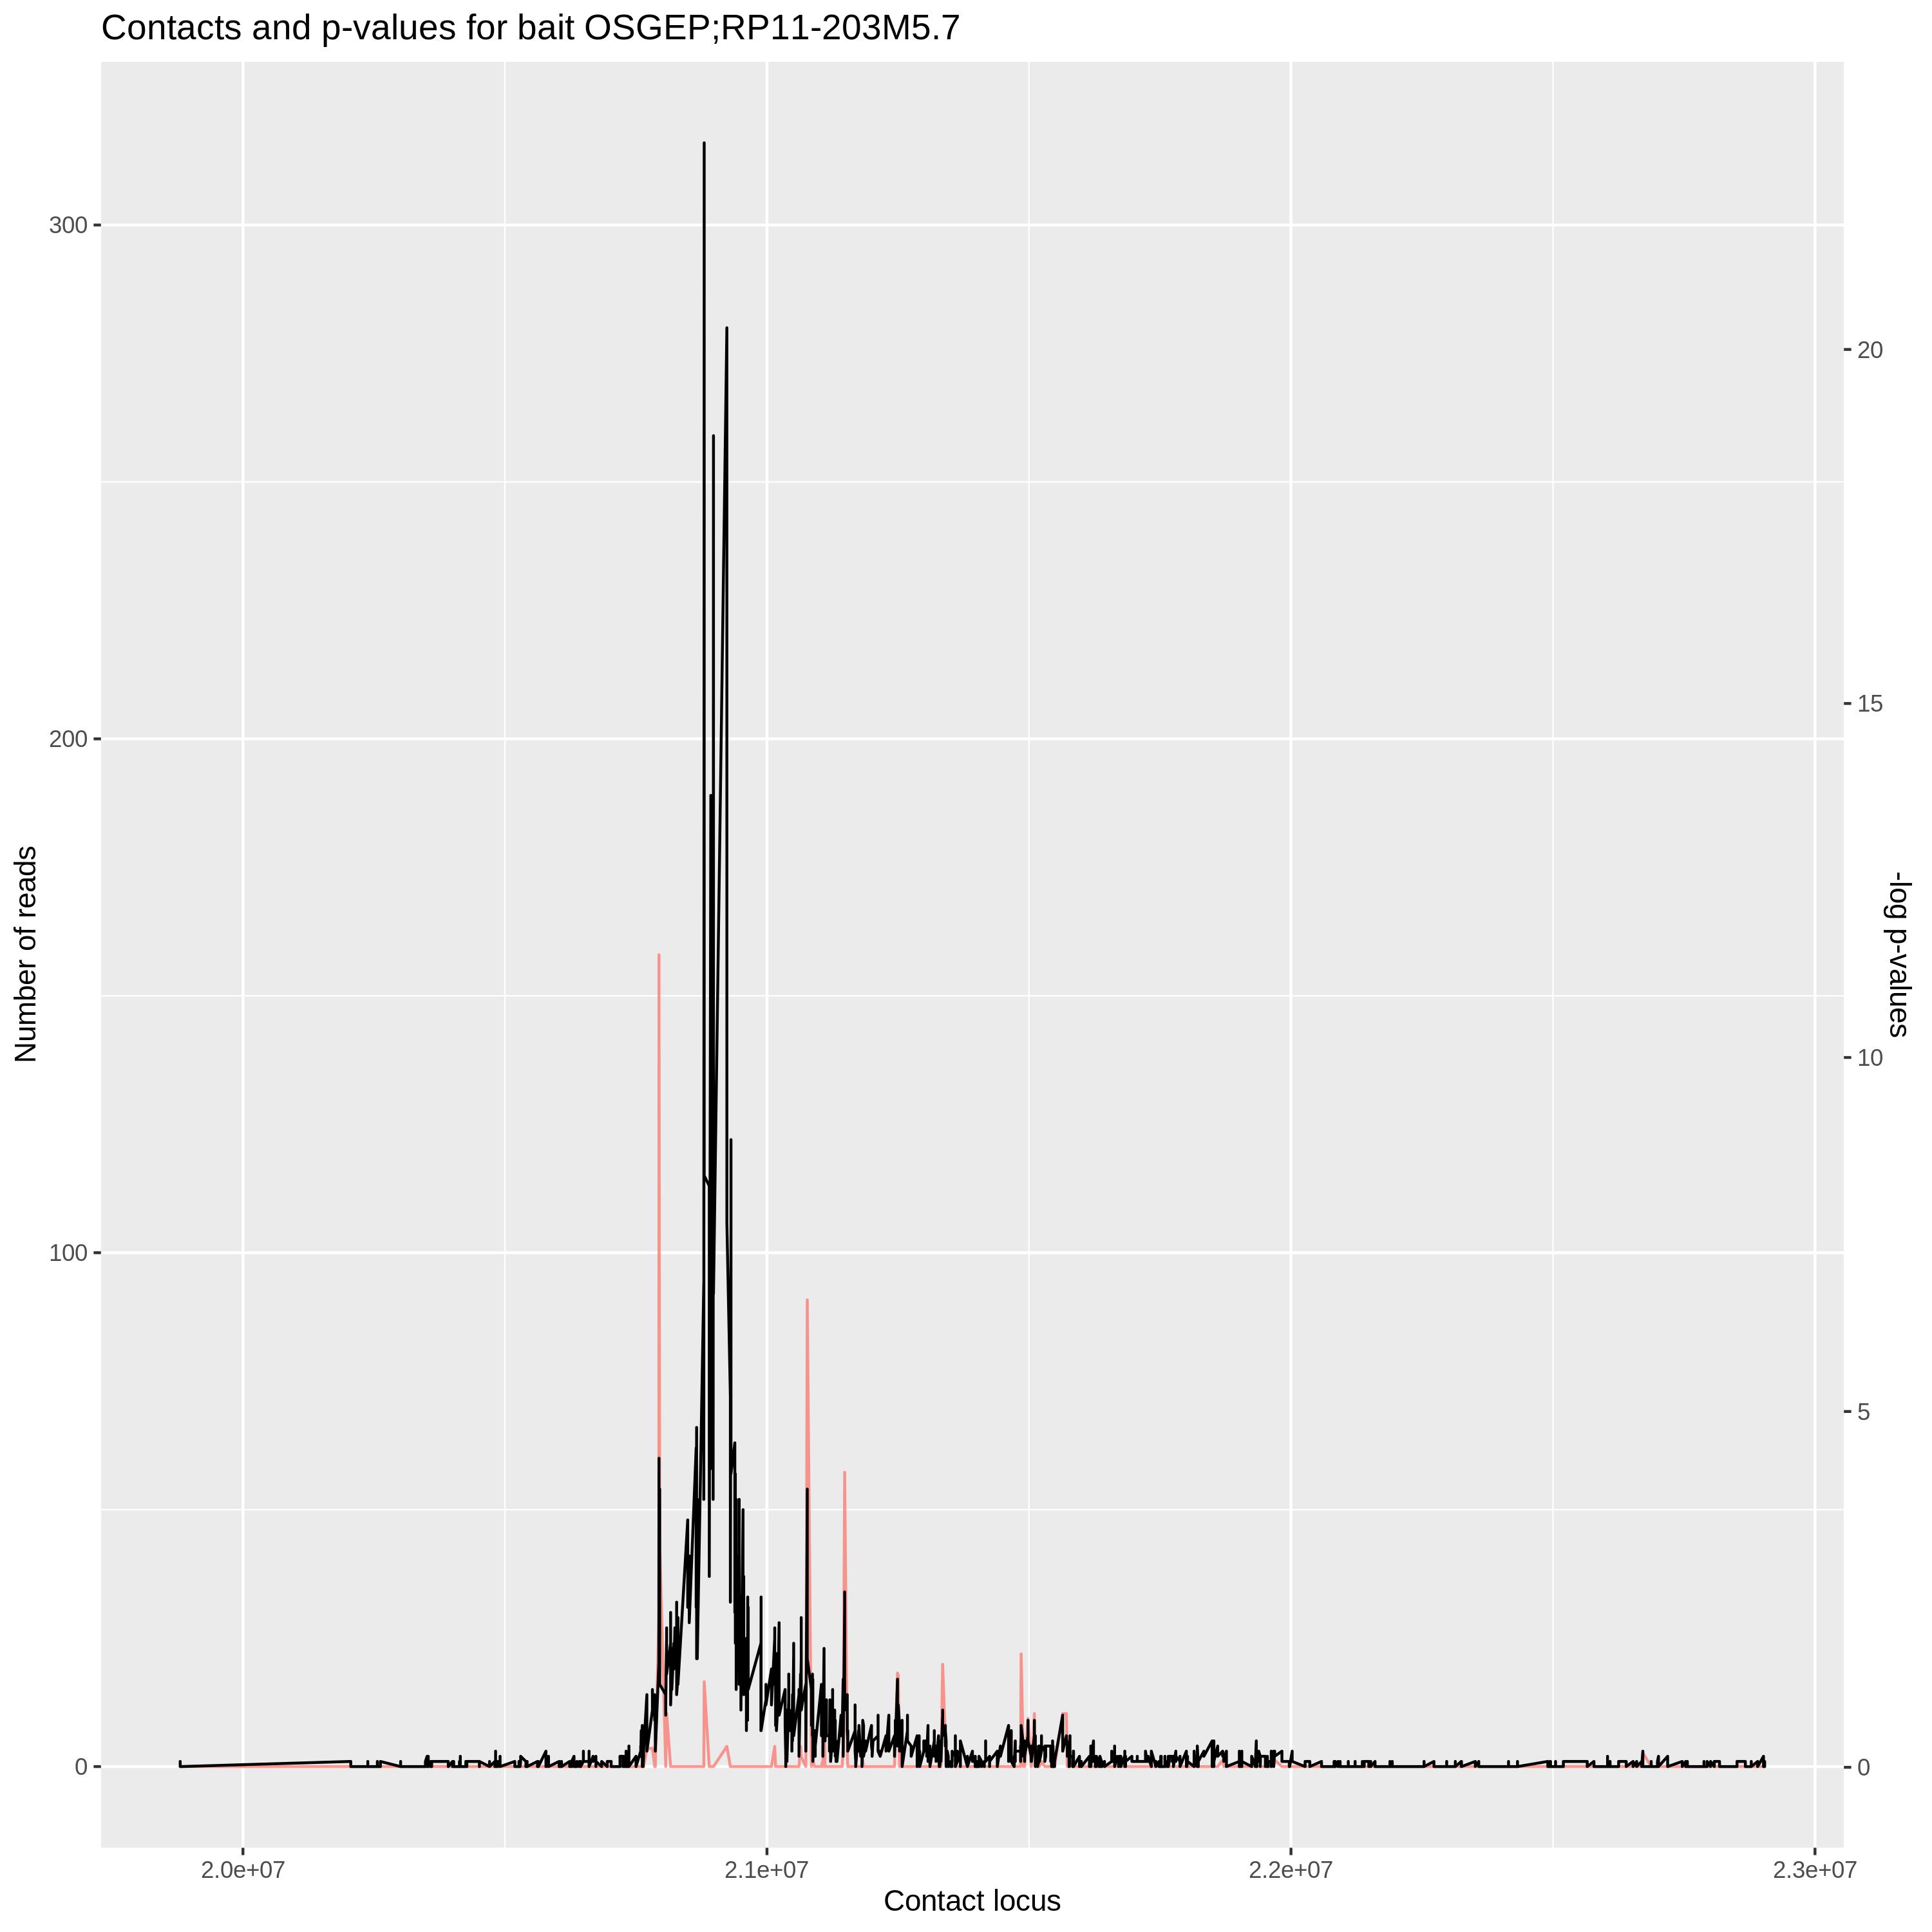 Contacts and p-values for bait OSGEP;RP11-203M5.7
300
200
100
0
Number of reads
20
15
10
5
0
-log p-values
2.0e+07
2.1e+07
2.2e+07
2.3e+07
Contact locus